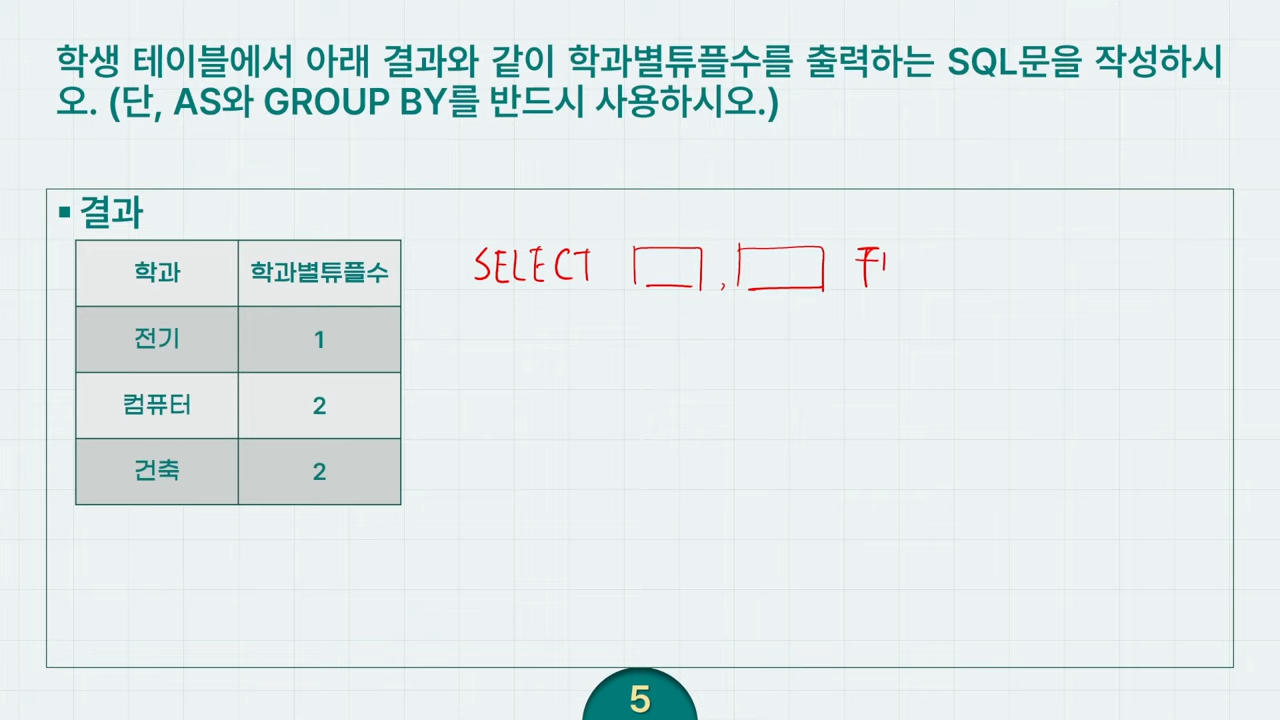 학생 테이블에서 아래 결과와 같이 학과별튜플수를 출력하는 SQL문을 작성하시
오. (단, AS와 GROUP BY를 반드시 사용하시오.)
▪ 결과
학과 학과별튜플수
전기 1
컴퓨터 2
건축 2
SELECT , 
5